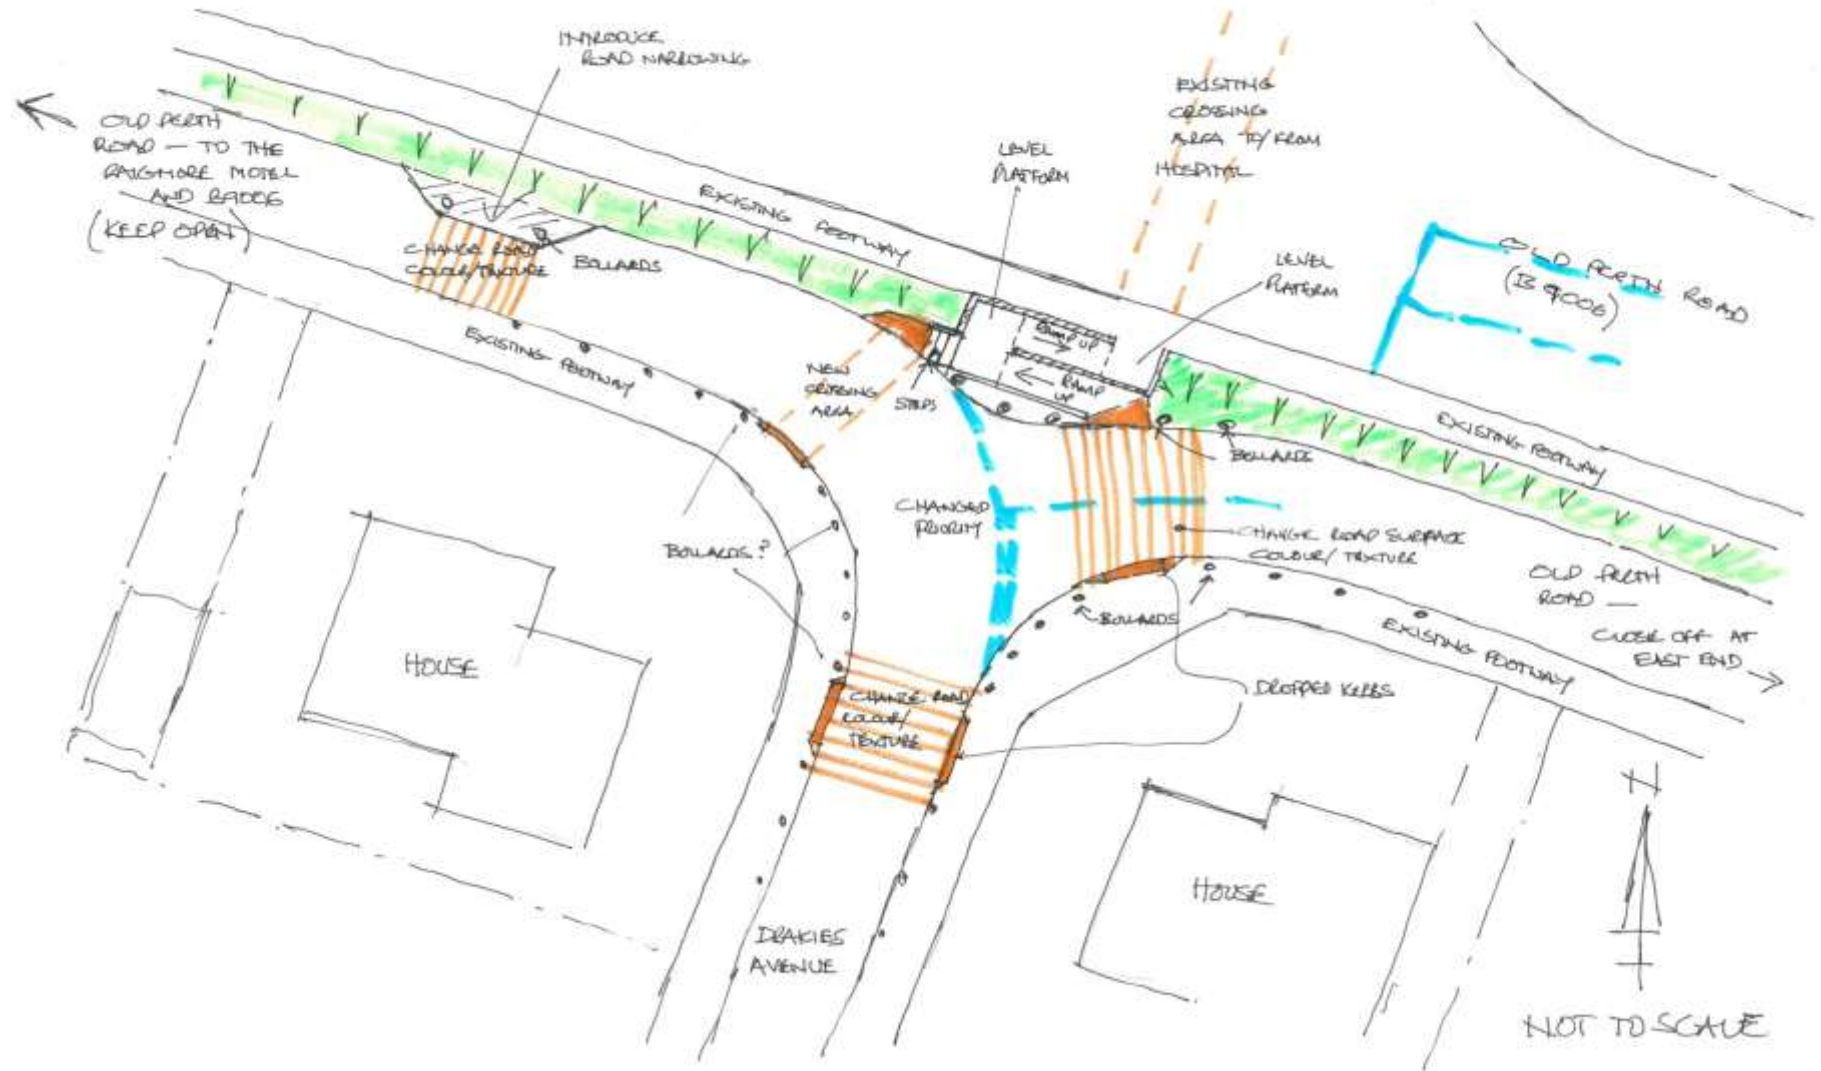 INTRODUCE
ROAD NARROWING
OLD PERTH
ROAD — TO THE
RAIGMORE MOTEL
AND B9006
(KEEP OPEN)
CHANGE ROAD
COLOUR/TEXTURE
BOLLARDS
EXISTING FOOTWAY
EXISTING FOOTWAY
LEVEL
PLATFORM
EXISTING
CROSSING
AREA TO/FROM
HOSPITAL
LEVEL
PLATFORM
OLD PERTH ROAD
(B9006)
RAMP UP
RAMP
UP
NEW
CROSSING
AREA
STEPS
BOLLARDS
EXISTING FOOTWAY
CHANGED
PRIORITY
CHANGE ROAD SURFACE
COLOUR/TEXTURE
BOLLARDS?
OLD PERTH
ROAD —
CLOSE OFF AT
EAST END
BOLLARDS
EXISTING FOOTWAY
HOUSE
CHANGE ROAD
COLOUR/
TEXTURE
DROPPED KERBS
HOUSE
DRAKIES
AVENUE
N
NOT TO SCALE